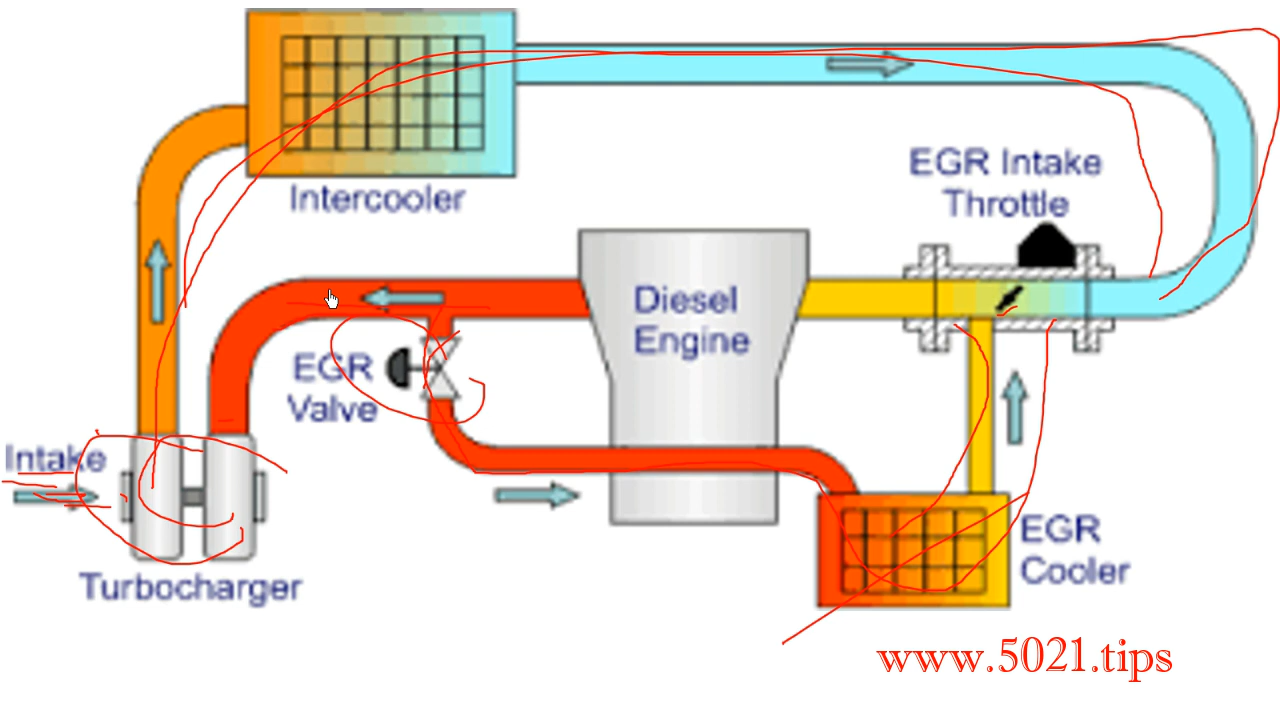 Intercooler
EGR Intake
Throttle
Diesel
Engine
EGR
Valve
Intake
Turbocharger
EGR
Cooler
www.5021.tips